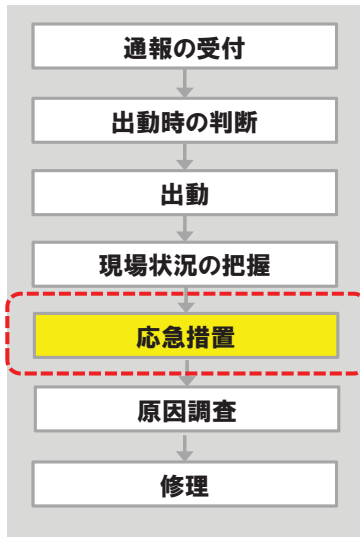 通報の受付
出動時の判断
出動
現場状況の把握
応急措置
原因調査
修理